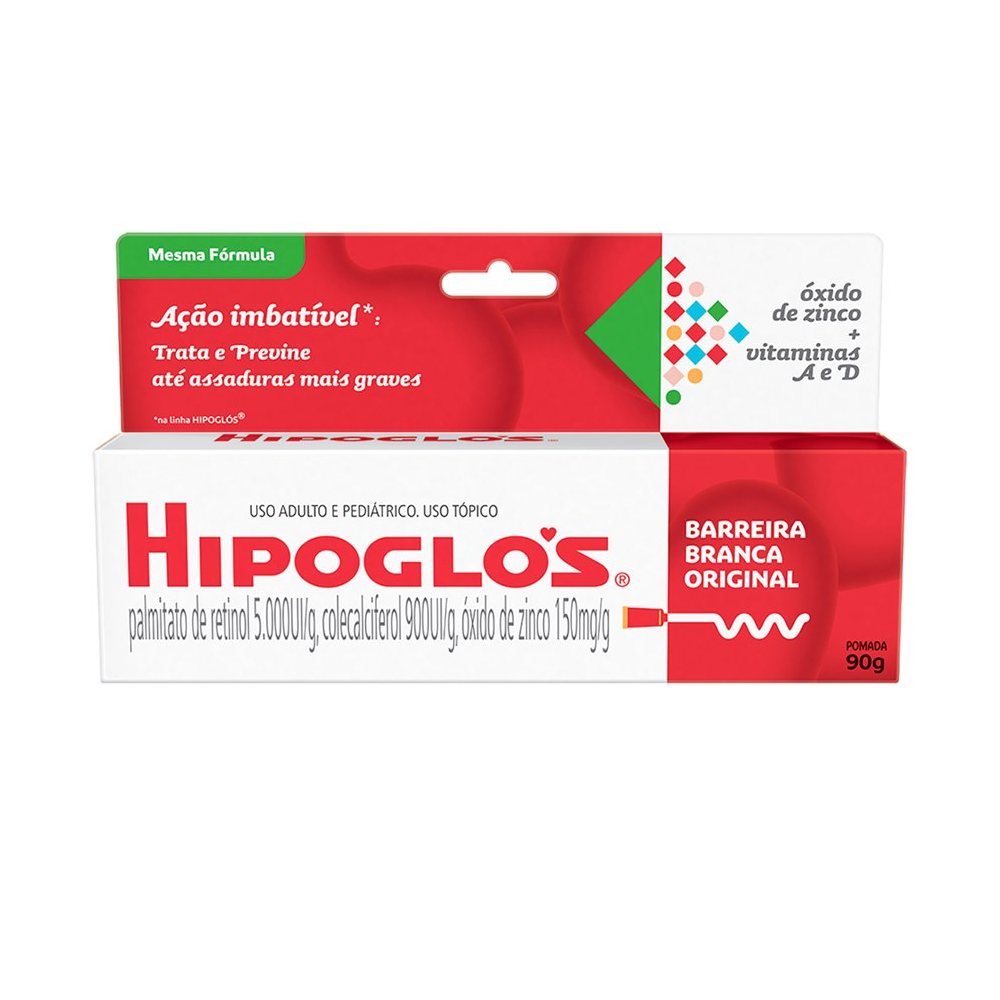 Mesma Fórmula
Ação imbatível*:
Trata e Previne
até assaduras mais graves
*na linha HIPOGLÓS®
óxido
de zinco
+
vitaminas
A e D
HIPOGLÓS®
USO ADULTO E PEDIÁTRICO. USO TÓPICO
HIPOGLÓS®
palmitato de retinol 5.000UI/g, colecalciferol 900UI/g, óxido de zinco 150mg/g
BARREIRA
BRANCA
ORIGINAL
POMADA
90g